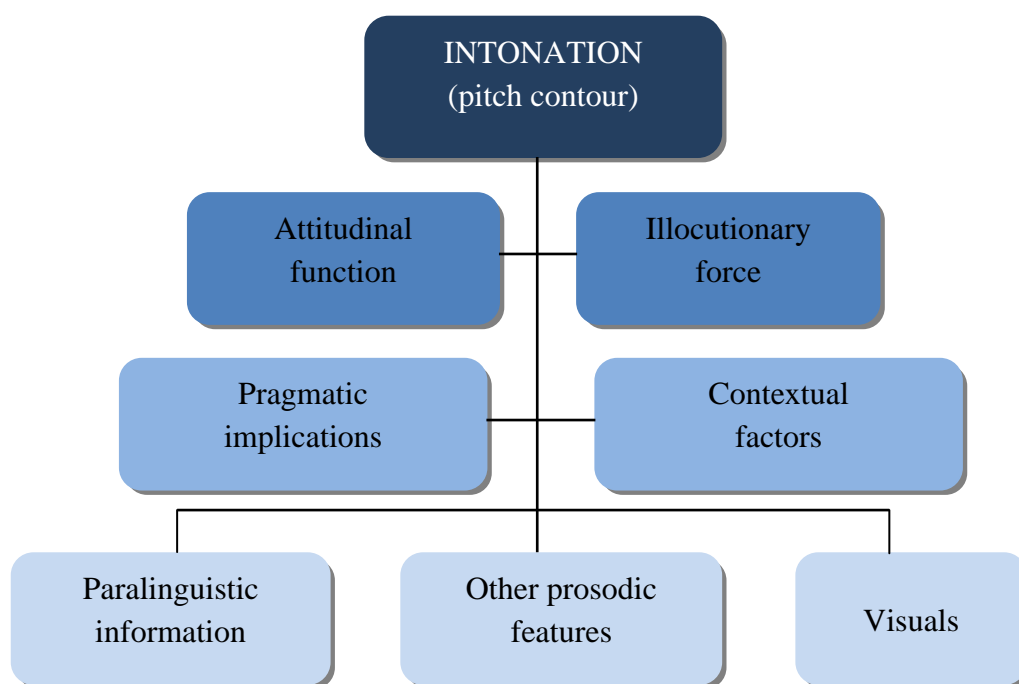 INTONATION
(pitch contour)
Attitudinal
function
Illocutionary
force
Pragmatic
implications
Contextual
factors
Paralinguistic
information
Other prosodic
features
Visuals